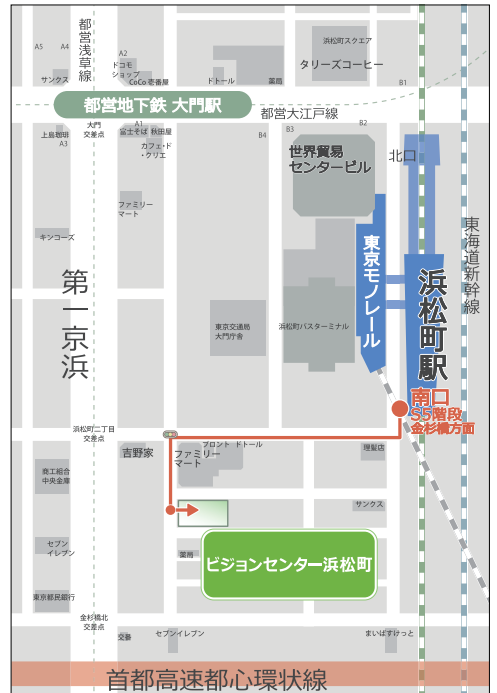 都営浅草線
浜松町スクエア
A5
A4
A2
ドコモ
ショップ
サンクス
CoCo壱番屋
ドトール
薬局
タリーズコーヒー
B1
都営地下鉄 大門駅
都営大江戸線
大門
交差点
A1
富士そば
秋田屋
カフェ・ド
・クリエ
上島珈琲
A3
B4
B3
B2
世界貿易
センタービル
北口
ファミリー
マート
キンコーズ
東海道新幹線
第一京浜
東京モノレール
浜松町駅
東京交通局
大門庁舎
浜松町バスターミナル
南口
S5階段
金杉橋方面
浜松町二丁目
交差点
吉野家
ファミリー
マート
プロント
ドトール
理髪店
商工組合
中央金庫
サンクス
セブン
イレブン
薬局
ビジョンセンター浜松町
東京都民銀行
金杉橋北
交差点
交番
セブンイレブン
まいばすけっと
首都高速都心環状線